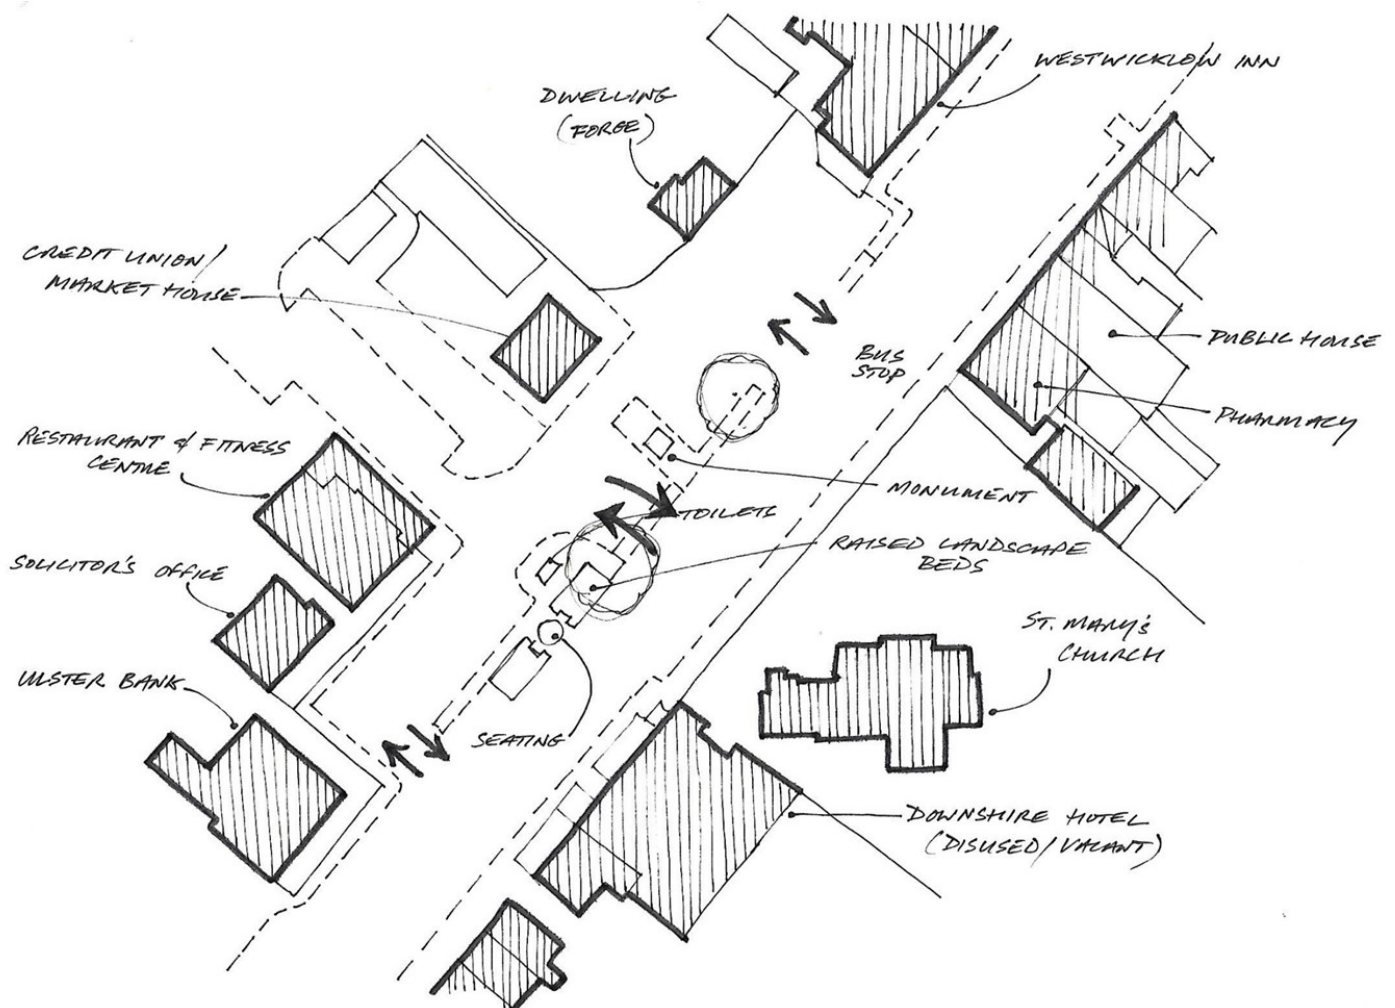 WESTWICKLOW INN
DWELLING
(FORGE)
CREDIT UNION/
MARKET HOUSE
PUBLIC HOUSE
BUS
STOP
PHARMACY
RESTAURANT & FITNESS
CENTRE
MONUMENT
TOILETS
RAISED LANDSCAPE
BEDS
SOLICITOR'S OFFICE
ST. MARY'S
CHURCH
ULSTER BANK
SEATING
DOWNSHIRE HOTEL
(DISUSED/VACANT)